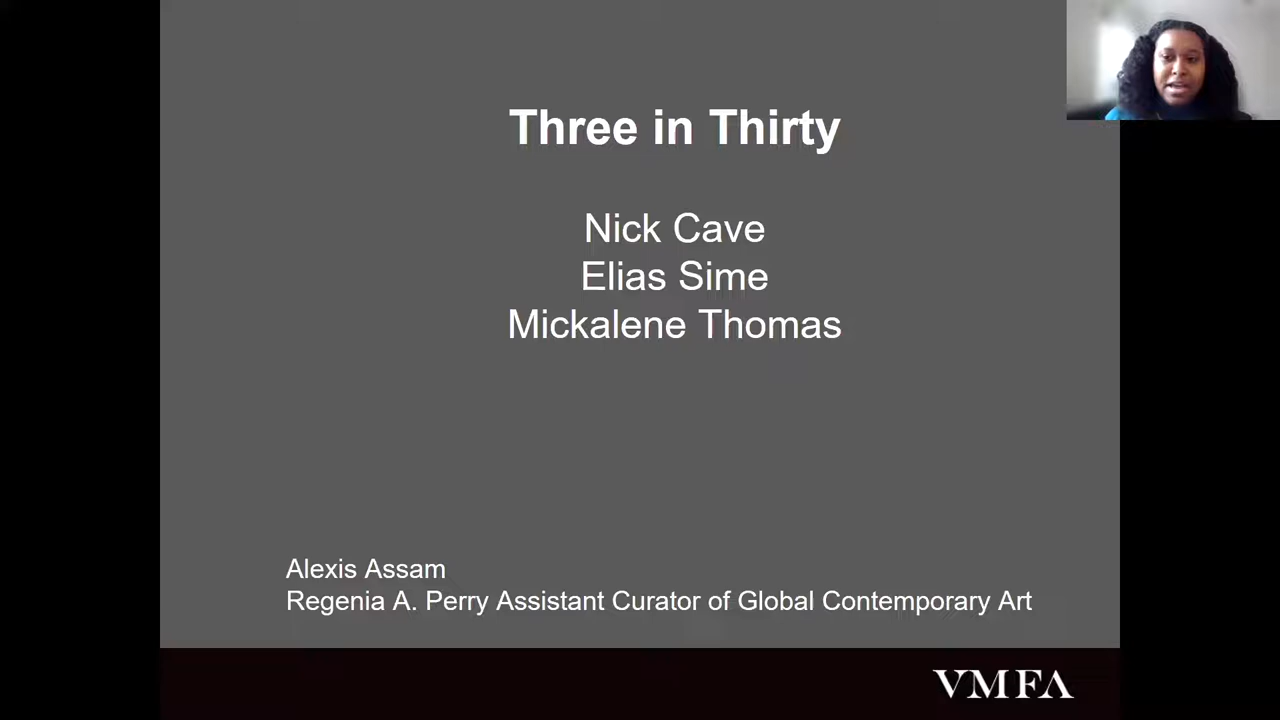 Three in Thirty
Nick Cave
Elias Sime
Mickalene Thomas
Alexis Assam
Regenia A. Perry Assistant Curator of Global Contemporary Art
VMFA